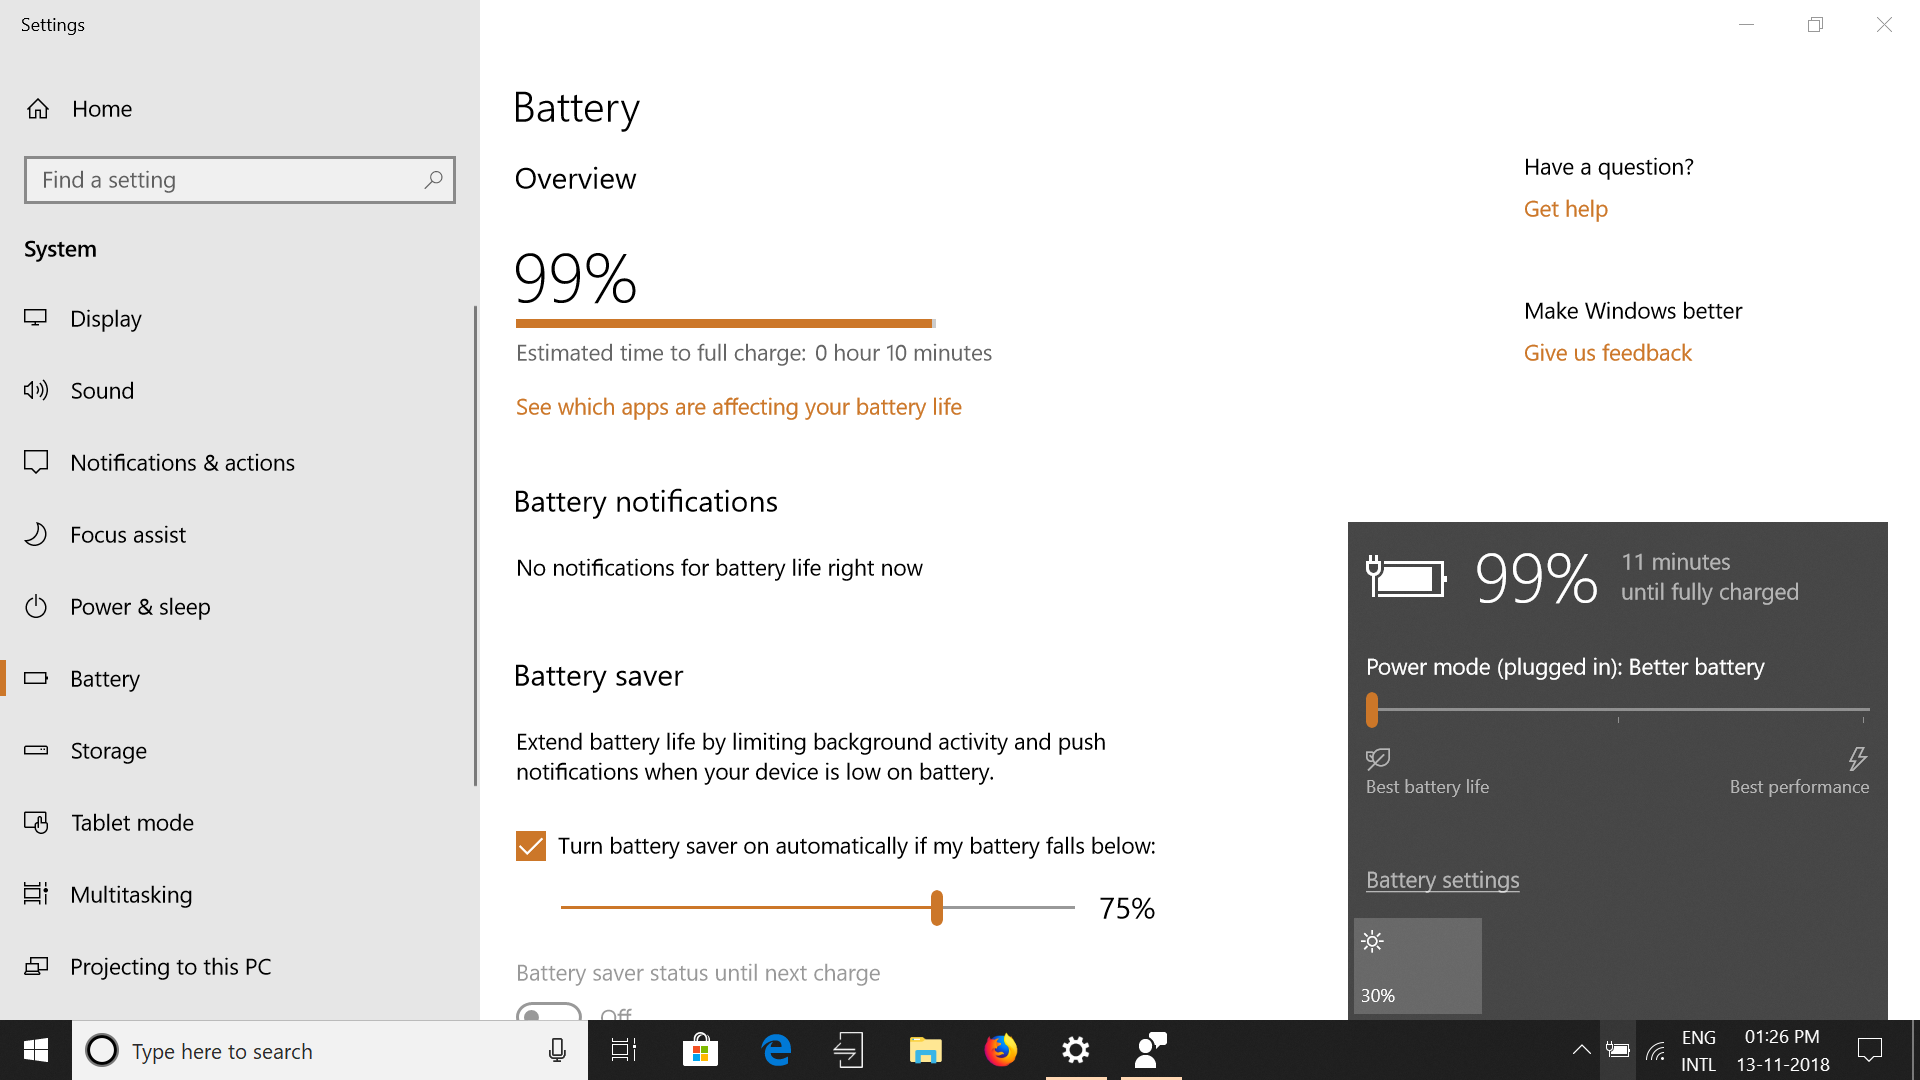 Settings
Home
Find a setting
System
Display
Sound
Notifications & actions
Focus assist
Power & sleep
Battery
Storage
Tablet mode
Multitasking
Projecting to this PC
Battery
Overview
99%
Estimated time to full charge: 0 hour 10 minutes
See which apps are affecting your battery life
Battery notifications
No notifications for battery life right now
Battery saver
Extend battery life by limiting background activity and push
notifications when your device is low on battery.
Turn battery saver on automatically if my battery falls below:
75%
Battery saver status until next charge
Off
Have a question?
Get help
Make Windows better
Give us feedback
99%
11 minutes
until fully charged
Power mode (plugged in): Better battery
Best battery life
Best performance
Battery settings
30%
Type here to search
ENG
INTL
01:26 PM
13-11-2018